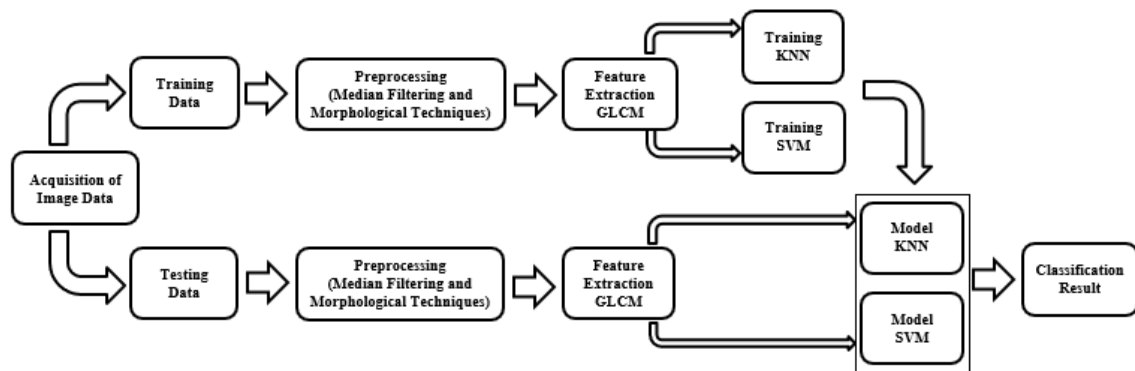 Training
KNN
Training
Data
Preprocessing
(Median Filtering and
Morphological Techniques)
Feature
Extraction
GLCM
Training
SVM
Acquisition of
Image Data
Model
KNN
Testing
Data
Preprocessing
(Median Filtering and
Morphological Techniques)
Feature
Extraction
GLCM
Classification
Result
Model
SVM